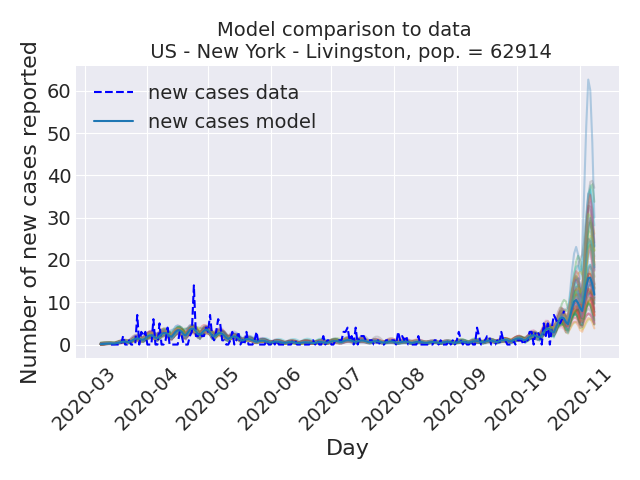 Model comparison to data
US - New York - Livingston, pop. = 62914
Number of new cases reported
60
50
40
30
20
10
0
new cases data
new cases model
2020-03
2020-04
2020-05
2020-06
2020-07
2020-08
2020-09
2020-10
2020-11
Day